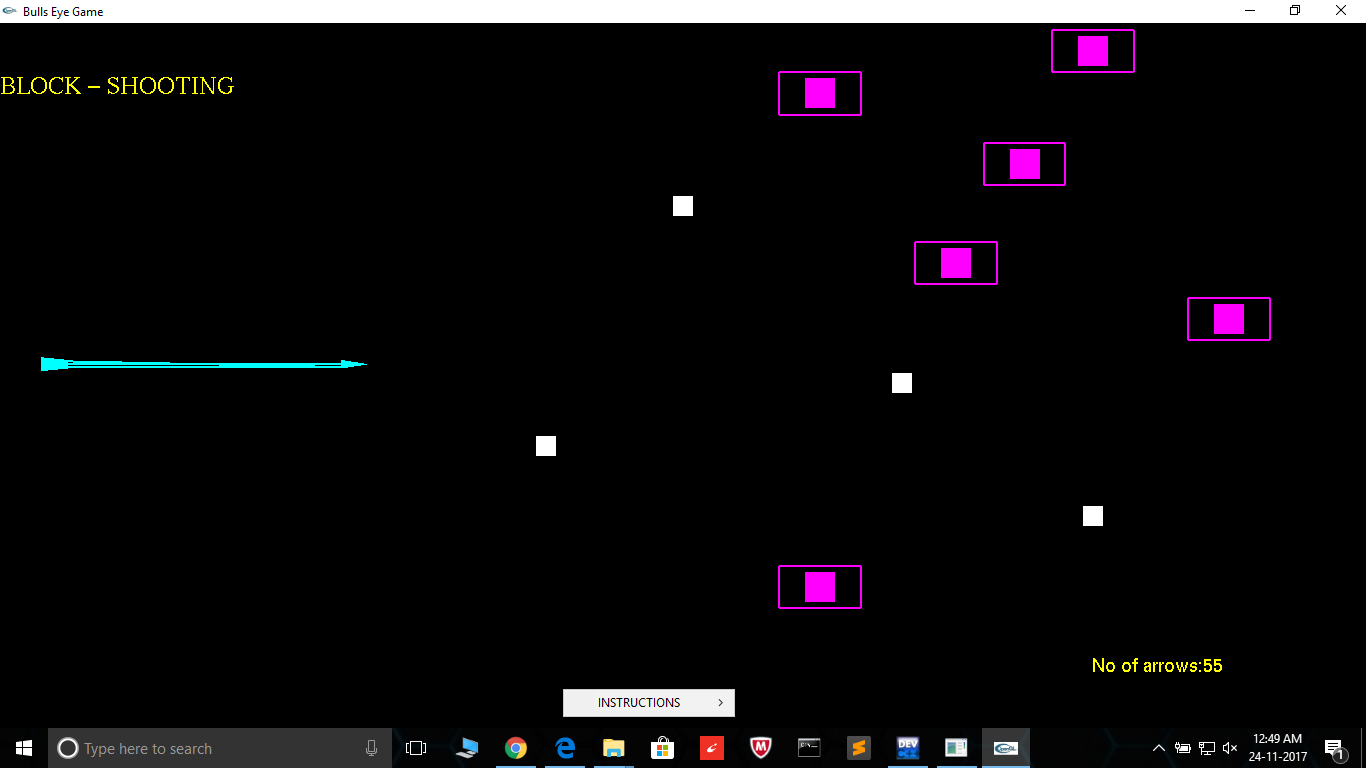 Bulls Eye Game
BLOCK – SHOOTING
No of arrows:55
INSTRUCTIONS >
Type here to search
DEV
12:49 AM
24-11-2017
1